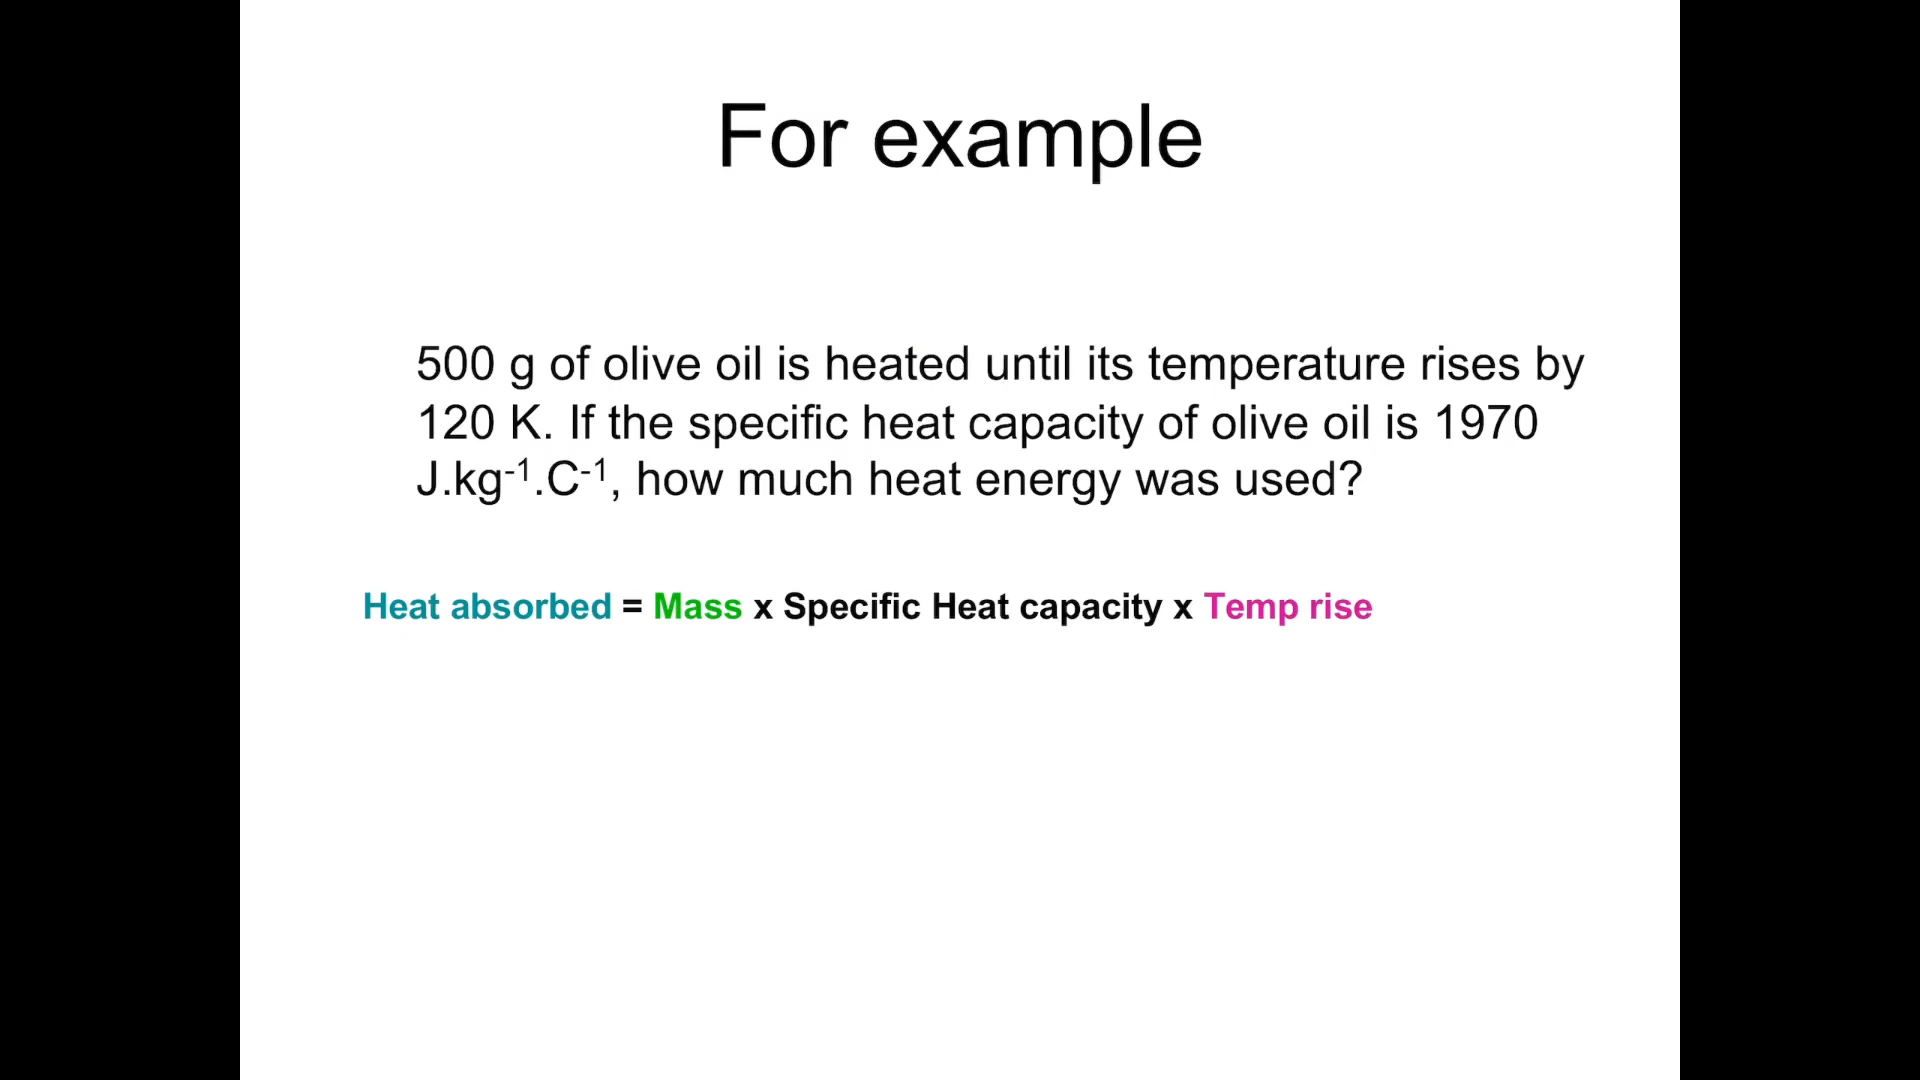 For example
500 g of olive oil is heated until its temperature rises by
120 K. If the specific heat capacity of olive oil is 1970
J.kg⁻¹.C⁻¹, how much heat energy was used?
Heat absorbed = Mass x Specific Heat capacity x Temp rise